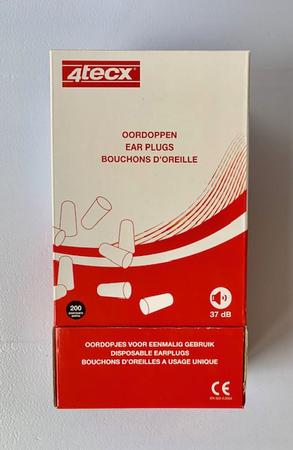 4tecx
OORDOPPEN
EAR PLUGS
BOUCHONS D'OREILLE
200
37 dB
OORDOPJES VOOR EENMALIG GEBRUIK
DISPOSABLE EARPLUGS
BOUCHONS D'OREILLES A USAGE UNIQUE
CE